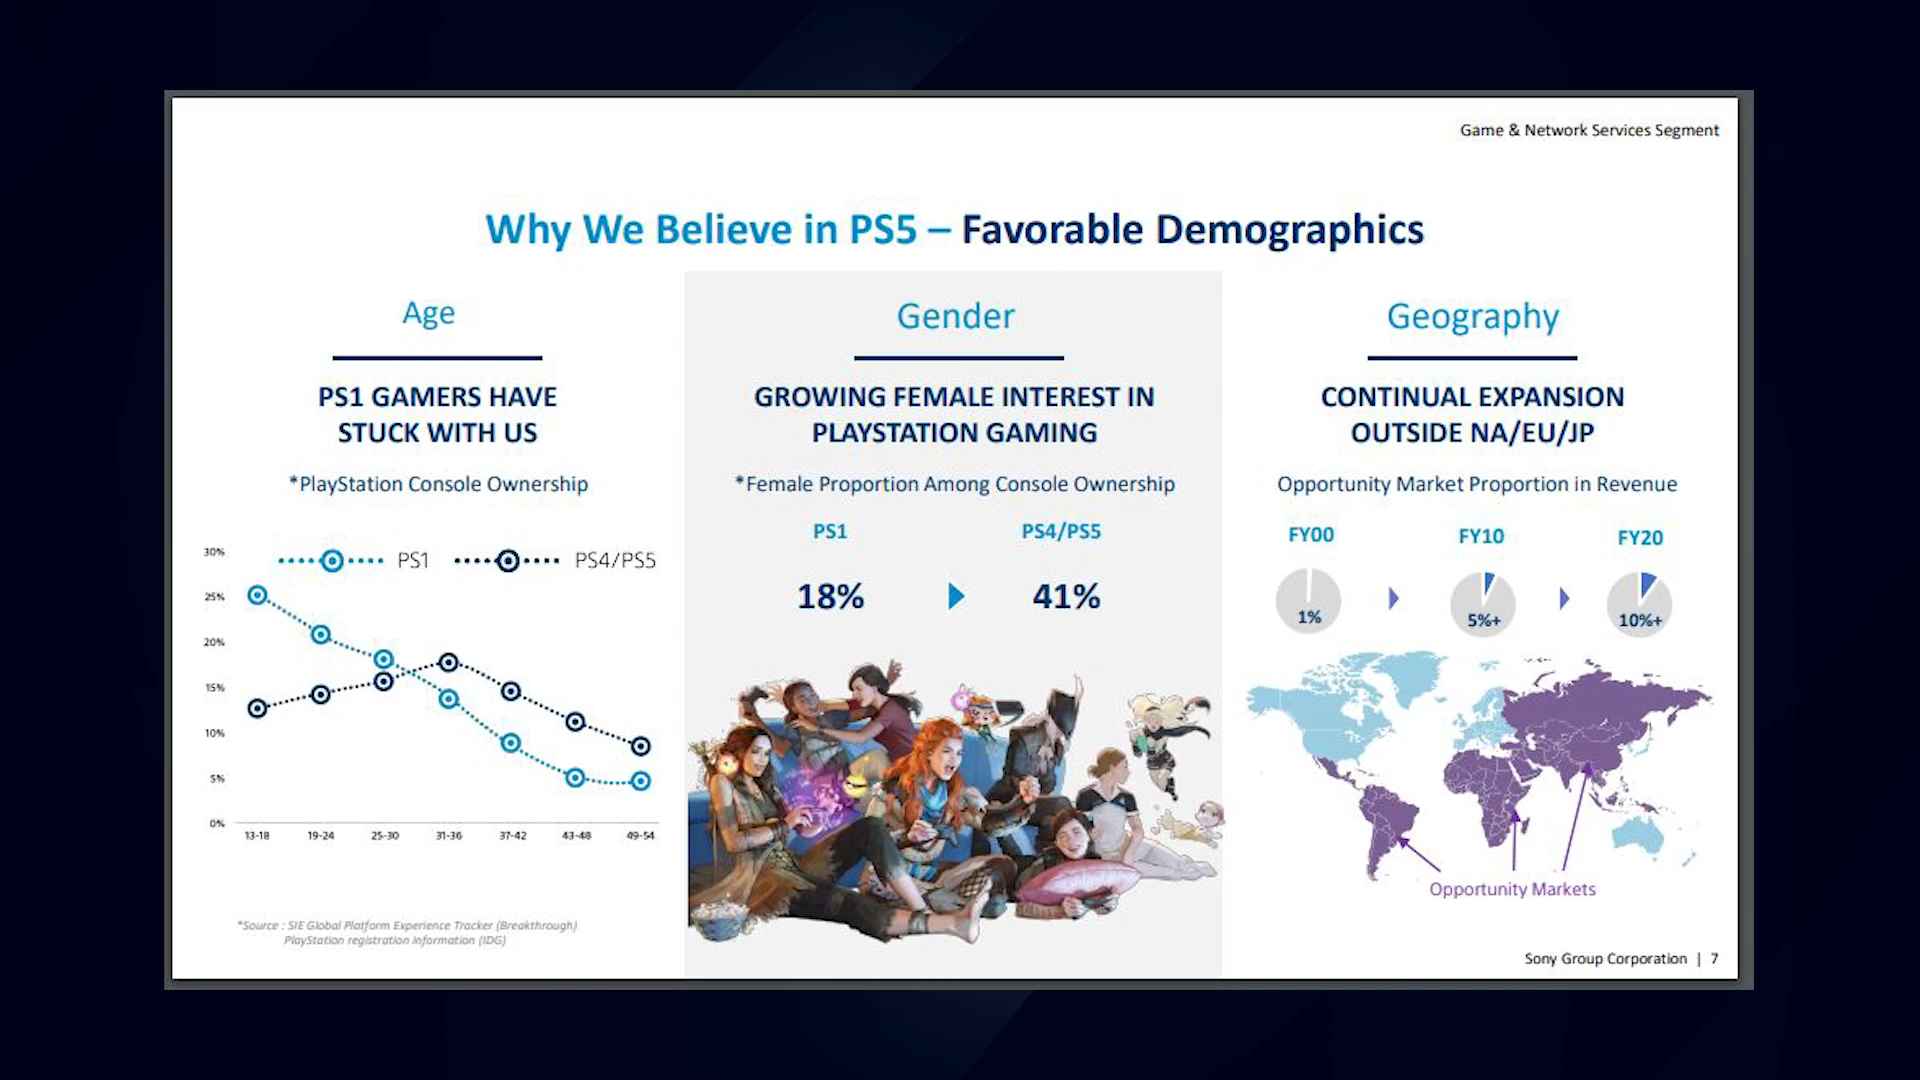 Game & Network Services Segment
Why We Believe in PS5 – Favorable Demographics
Age
PS1 GAMERS HAVE
STUCK WITH US
*PlayStation Console Ownership
PS1
PS4/PS5
30%
25%
20%
15%
10%
5%
0%
13-18 19-24 25-30 31-36 37-42 43-48 49-54
*Source : SIE Global Platform Experience Tracker (Breakthrough)
PlayStation registration information (IDG)
Gender
GROWING FEMALE INTEREST IN
PLAYSTATION GAMING
*Female Proportion Among Console Ownership
PS1 PS4/PS5
18% 41%
Geography
CONTINUAL EXPANSION
OUTSIDE NA/EU/JP
Opportunity Market Proportion in Revenue
FY00 FY10 FY20
1% 5%+ 10%+
Opportunity Markets
Sony Group Corporation | 7